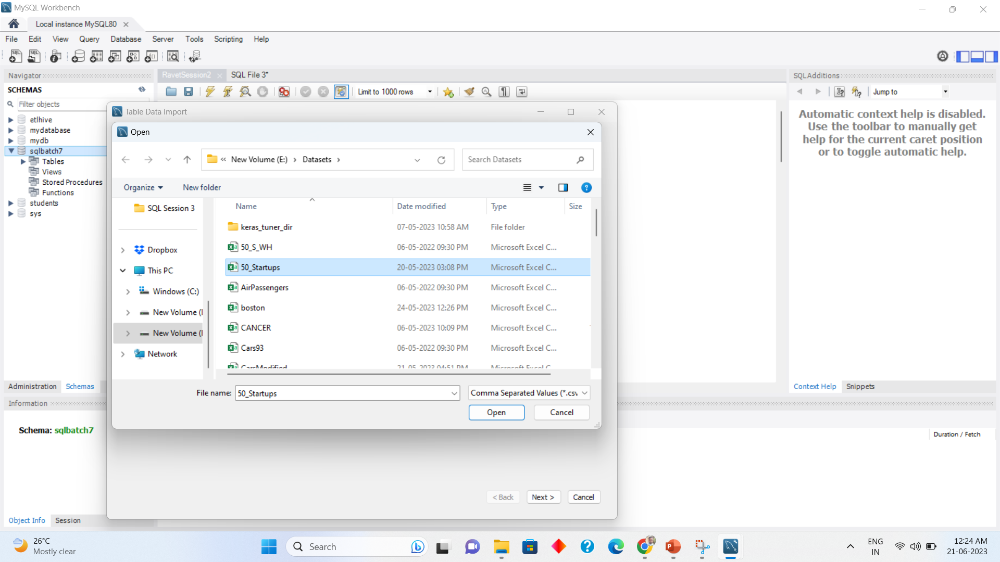 MySQL Workbench
Local instance MySQL80
File Edit View Query Database Server Tools Scripting Help
Navigator
SCHEMAS
Filter objects
etlhive
mydatabase
mydb
sqlbatch7
Tables
Views
Stored Procedures
Functions
students
sys
Administration Schemas
Information
Schema: sqlbatch7
Object Info Session
RavetSession2 SQL File 3*
Limit to 1000 rows
Table Data Import
Open
« New Volume (E:) > Datasets >
Search Datasets
Organize New folder
SQL Session 3
Dropbox
This PC
Windows (C:)
New Volume (
New Volume (
Network
Name Date modified Type Size
keras_tuner_dir 07-05-2023 10:58 AM File folder
50_S_WH 06-05-2022 09:30 PM Microsoft Excel C...
50_Startups 20-05-2023 03:08 PM Microsoft Excel C...
AirPassengers 06-05-2022 09:30 PM Microsoft Excel C...
boston 24-05-2023 12:26 PM Microsoft Excel C...
CANCER 06-05-2023 10:09 PM Microsoft Excel C...
Cars93 06-05-2022 09:30 PM Microsoft Excel C...
CarsModified 21-05-2023 04:51 PM Microsoft Excel C
File name: 50_Startups Comma Separated Values (*.csv
Open Cancel
< Back Next > Cancel
SQLAdditions
Jump to
Automatic context help is disabled.
Use the toolbar to manually get
help for the current caret position
or to toggle automatic help.
Context Help Snippets
Duration / Fetch
26°C
Mostly clear
Search
ENG
IN
12:24 AM
21-06-2023